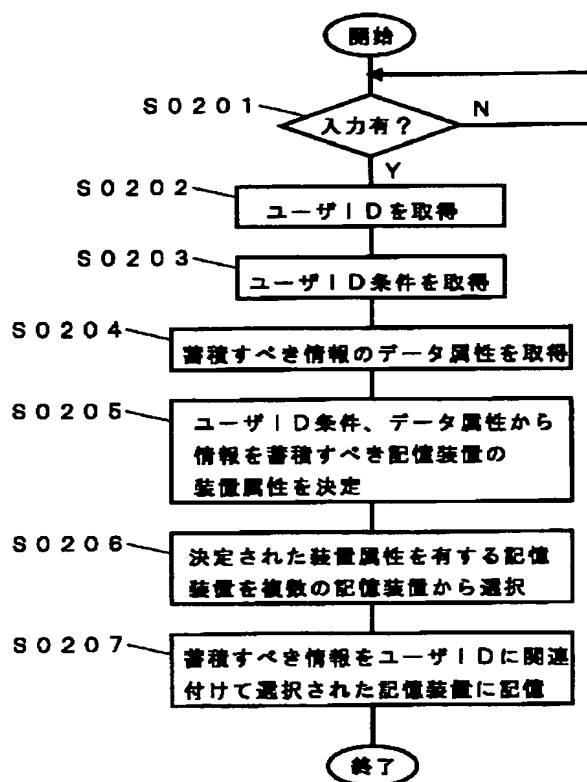 開始
S0201
入力有?
N
Y
S0202
ユーザIDを取得
S0203
ユーザID条件を取得
S0204
蓄積すべき情報のデータ属性を取得
S0205
ユーザID条件、データ属性から
情報を蓄積すべき記憶装置の
装置属性を決定
S0206
決定された装置属性を有する記憶
装置を複数の記憶装置から選択
S0207
蓄積すべき情報をユーザIDに関連
付けて選択された記憶装置に記憶
終了